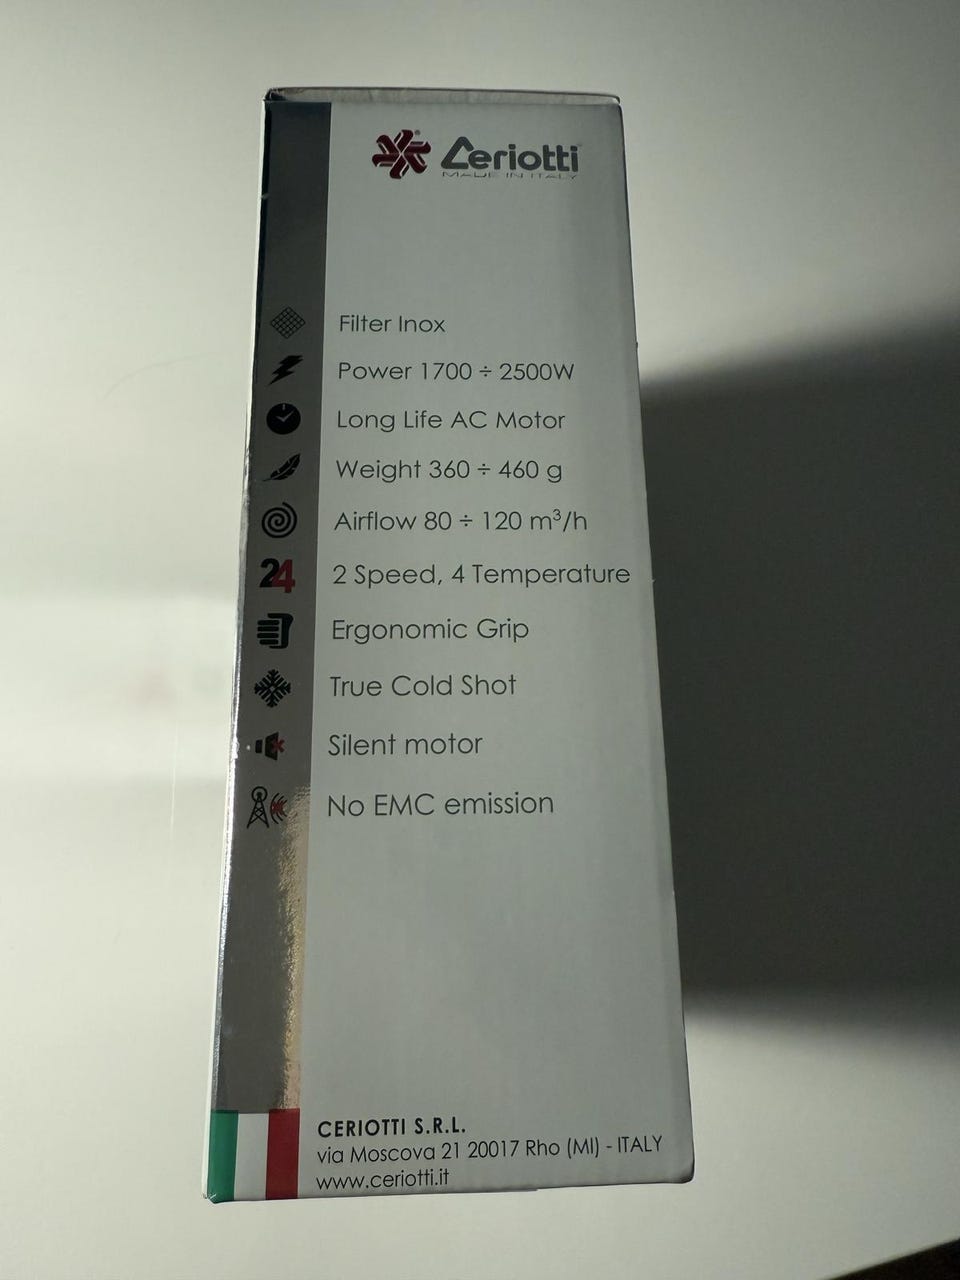 Ceriotti
MADE IN ITALY
Filter Inox
Power 1700 ÷ 2500W
Long Life AC Motor
Weight 360 ÷ 460 g
Airflow 80 ÷ 120 m³/h
24
2 Speed, 4 Temperature
Ergonomic Grip
True Cold Shot
Silent motor
No EMC emission
CERIOTTI S.R.L.
via Moscova 21 20017 Rho (MI) - ITALY
www.ceriotti.it